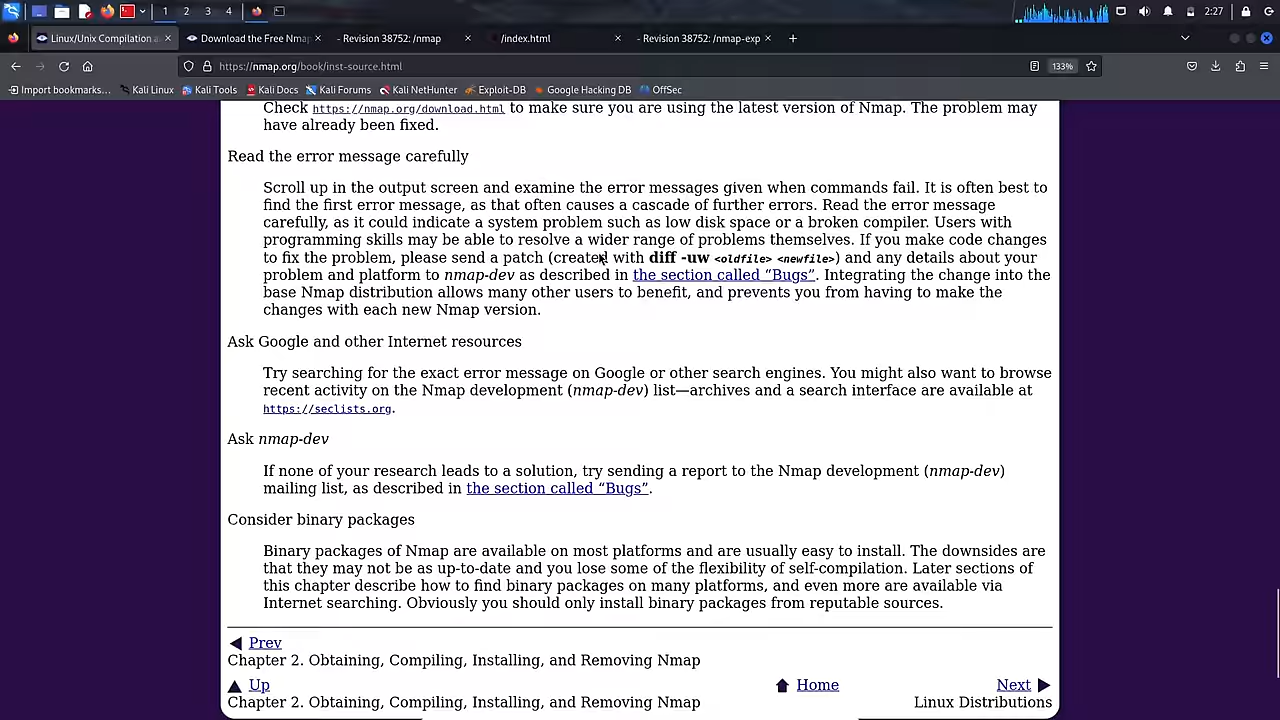 1 2 3 4 2:27
Linux/Unix Compilation a × Download the Free Nmap × - Revision 38752: /nmap × /index.html × - Revision 38752: /nmap-exp × +
https://nmap.org/book/inst-source.html 133%
Import bookmarks... Kali Linux Kali Tools Kali Docs Kali Forums Kali NetHunter Exploit-DB Google Hacking DB OffSec
Check https://nmap.org/download.html to make sure you are using the latest version of Nmap. The problem may
have already been fixed.
Read the error message carefully
Scroll up in the output screen and examine the error messages given when commands fail. It is often best to
find the first error message, as that often causes a cascade of further errors. Read the error message
carefully, as it could indicate a system problem such as low disk space or a broken compiler. Users with
programming skills may be able to resolve a wider range of problems themselves. If you make code changes
to fix the problem, please send a patch (created with diff -uw <oldfile> <newfile>) and any details about your
problem and platform to nmap-dev as described in the section called “Bugs”. Integrating the change into the
base Nmap distribution allows many other users to benefit, and prevents you from having to make the
changes with each new Nmap version.
Ask Google and other Internet resources
Try searching for the exact error message on Google or other search engines. You might also want to browse
recent activity on the Nmap development (nmap-dev) list—archives and a search interface are available at
https://seclists.org.
Ask nmap-dev
If none of your research leads to a solution, try sending a report to the Nmap development (nmap-dev)
mailing list, as described in the section called “Bugs”.
Consider binary packages
Binary packages of Nmap are available on most platforms and are usually easy to install. The downsides are
that they may not be as up-to-date and you lose some of the flexibility of self-compilation. Later sections of
this chapter describe how to find binary packages on many platforms, and even more are available via
Internet searching. Obviously you should only install binary packages from reputable sources.
Prev
Chapter 2. Obtaining, Compiling, Installing, and Removing Nmap
Up Home Next
Chapter 2. Obtaining, Compiling, Installing, and Removing Nmap Linux Distributions